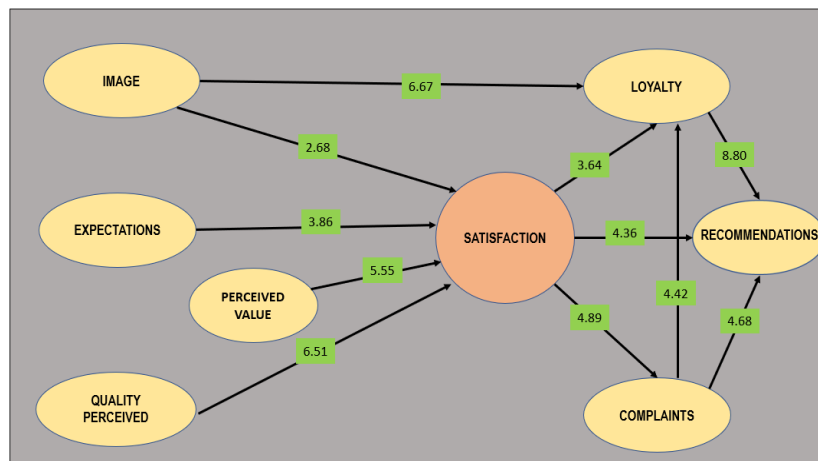 IMAGE
LOYALTY
6.67
2.68
3.64
8.80
EXPECTATIONS
3.86
SATISFACTION
4.36
RECOMMENDATIONS
5.55
PERCEIVED
VALUE
4.42
4.89
4.68
6.51
QUALITY
PERCEIVED
COMPLAINTS